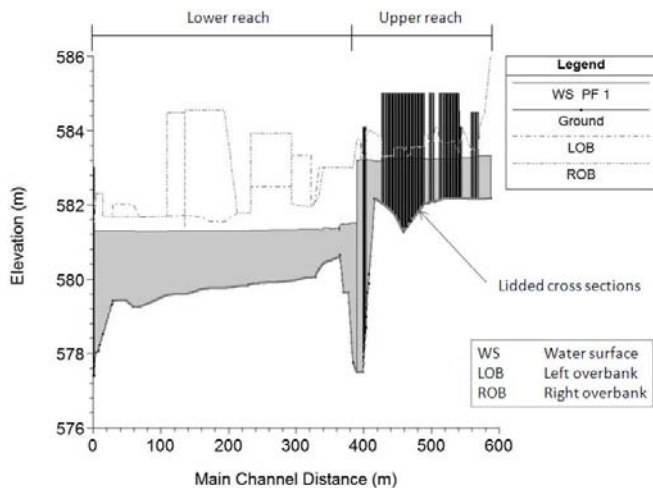 Lower reach
Upper reach
586
584
582
580
578
576
Elevation (m)
0
100
200
300
400
500
600
Main Channel Distance (m)
Legend
WS PF 1
Ground
LOB
ROB
Lidded cross sections
WS Water surface
LOB Left overbank
ROB Right overbank